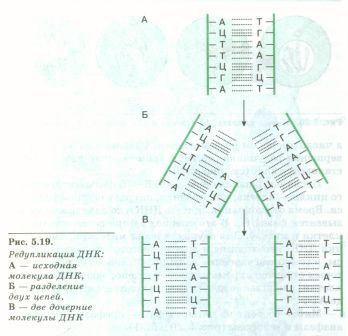 А
А Т
Ц Г
Т А
Т А
Ц Г
Г Ц
А Т
Б
В
А Т А Т
Ц Г Ц Г
Т А Т А
Т А Т А
Ц Г Ц Г
Г Ц Г Ц
А Т А Т
Рис. 5.19.
Редупликация ДНК:
А — исходная
молекула ДНК,
Б — разделение
двух цепей,
В — две дочерние
молекулы ДНК